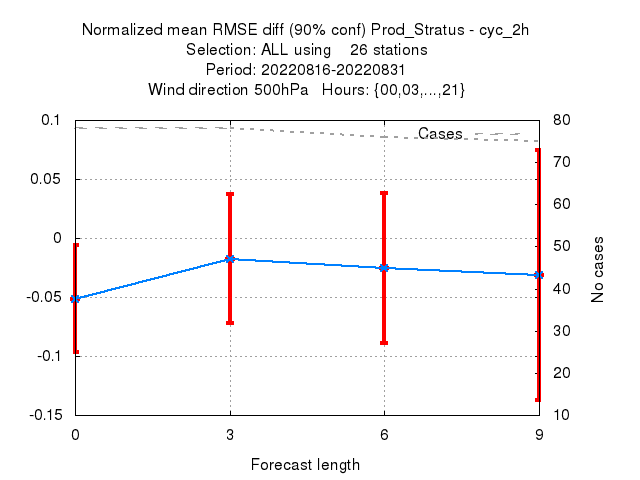 Normalized mean RMSE diff (90% conf) Prod_Stratus - cyc_2h
Selection: ALL using    26 stations
Period: 20220816-20220831
Wind direction 500hPa   Hours: {00,03,...,21}
0.1
0.05
0
-0.05
-0.1
-0.15
Cases
80
70
60
50
40
30
20
10
No cases
0 3 6 9
Forecast length